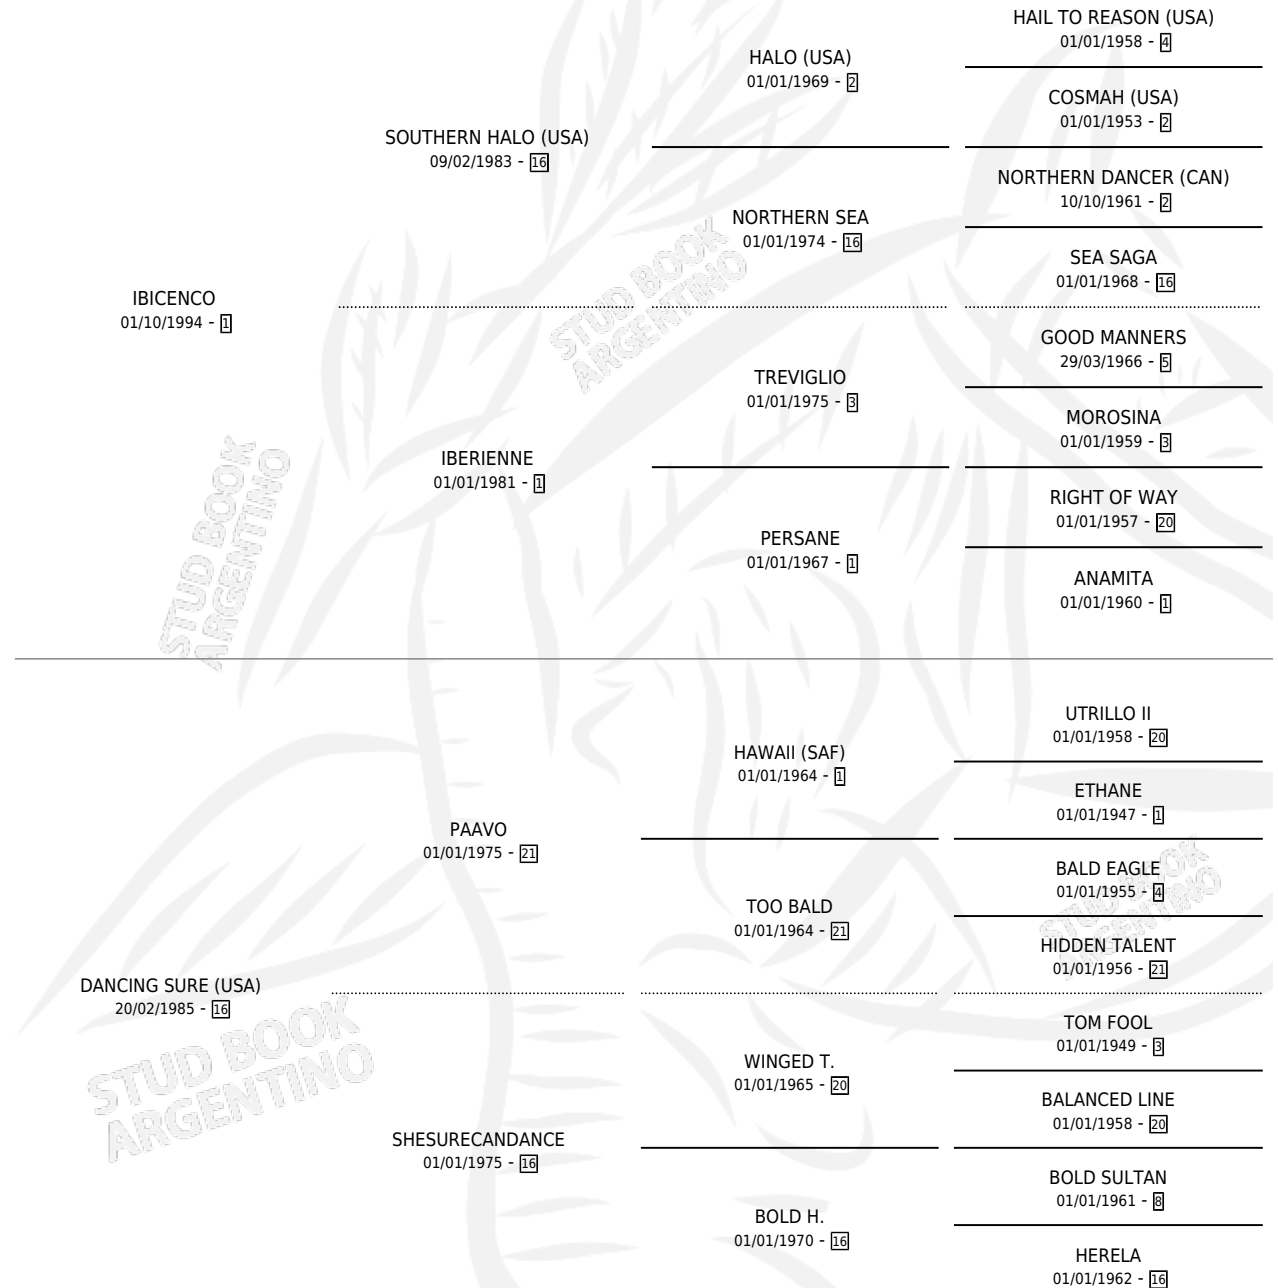 HAIL TO REASON (USA)
01/01/1958 - 4
HALO (USA)
01/01/1969 - 2
COSMAH (USA)
01/01/1953 - 2
SOUTHERN HALO (USA)
09/02/1983 - 16
NORTHERN DANCER (CAN)
10/10/1961 - 2
NORTHERN SEA
01/01/1974 - 16
SEA SAGA
01/01/1968 - 16
IBICENCO
01/10/1994 - 1
STUD BOOK
ARGENTINO
GOOD MANNERS
29/03/1966 - 5
TREVIGLIO
01/01/1975 - 3
MOROSINA
01/01/1959 - 3
IBERIENNE
01/01/1981 - 1
RIGHT OF WAY
01/01/1957 - 20
PERSANE
01/01/1967 - 1
ANAMITA
01/01/1960 - 1
STUD BOOK
ARGENTINO
UTRILLO II
01/01/1958 - 20
HAWAII (SAF)
01/01/1964 - 1
ETHANE
01/01/1947 - 1
PAAVO
01/01/1975 - 21
BALD EAGLE
01/01/1955 - 4
TOO BALD
01/01/1964 - 21
STUD BOOK
ARGENTINO
HIDDEN TALENT
01/01/1956 - 21
DANCING SURE (USA)
20/02/1985 - 16
STUD BOOK
ARGENTINO
TOM FOOL
01/01/1949 - 3
WINGED T.
01/01/1965 - 20
BALANCED LINE
01/01/1958 - 20
SHESURECANDANCE
01/01/1975 - 16
BOLD SULTAN
01/01/1961 - 8
BOLD H.
01/01/1970 - 16
HERELA
01/01/1962 - 16